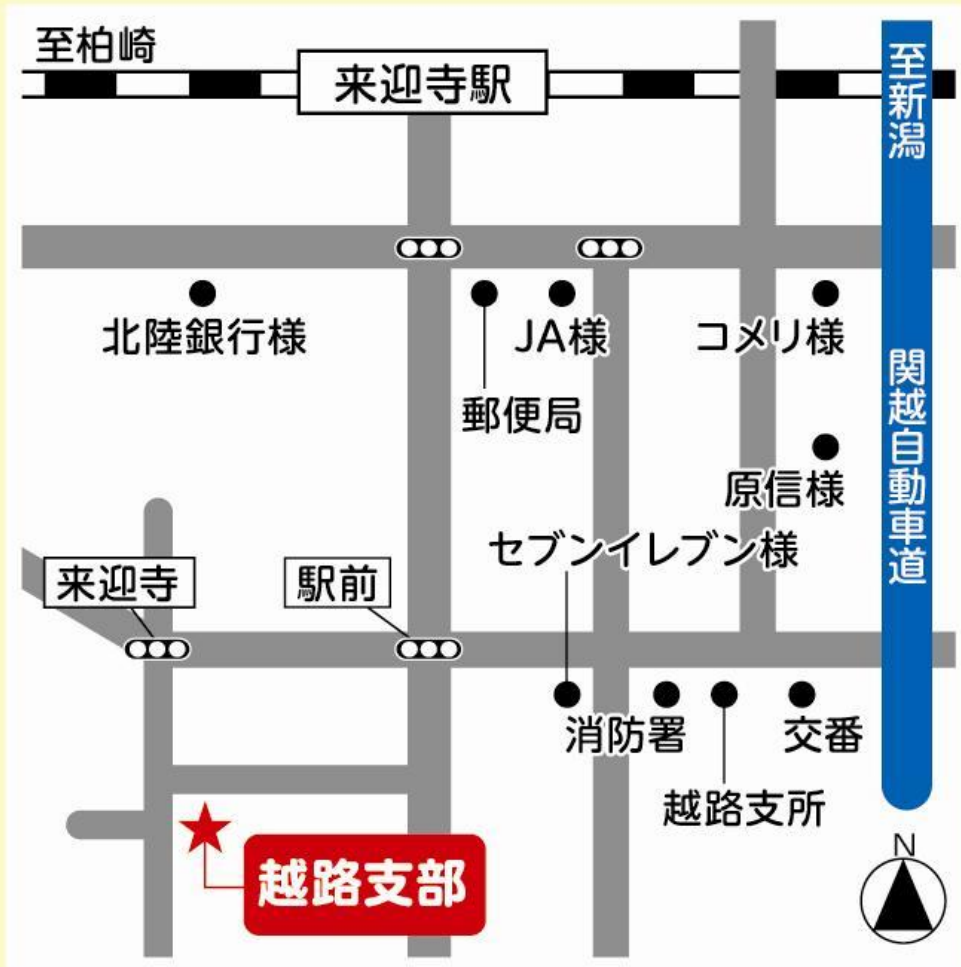 至柏崎
来迎寺駅
至新潟
北陸銀行様
JA様
コメリ様
郵便局
関越自動車道
原信様
セブンイレブン様
来迎寺
駅前
消防署
交番
越路支所
越路支部
N